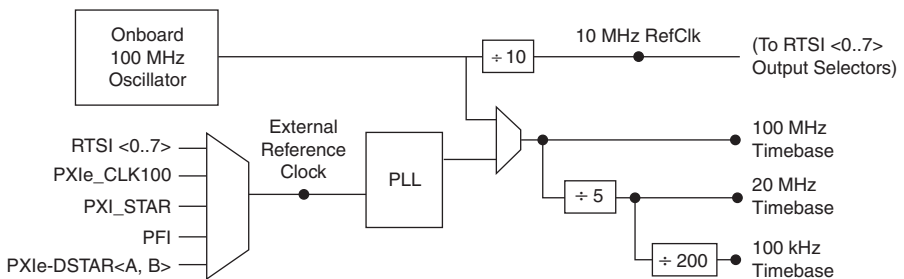 Onboard
100 MHz
Oscillator
÷ 10
10 MHz RefClk
(To RTSI <0..7>
Output Selectors)
RTSI <0..7>
PXIe_CLK100
PXI_STAR
PFI
PXIe-DSTAR<A, B>
External
Reference
Clock
PLL
100 MHz
Timebase
÷ 5
20 MHz
Timebase
÷ 200
100 kHz
Timebase